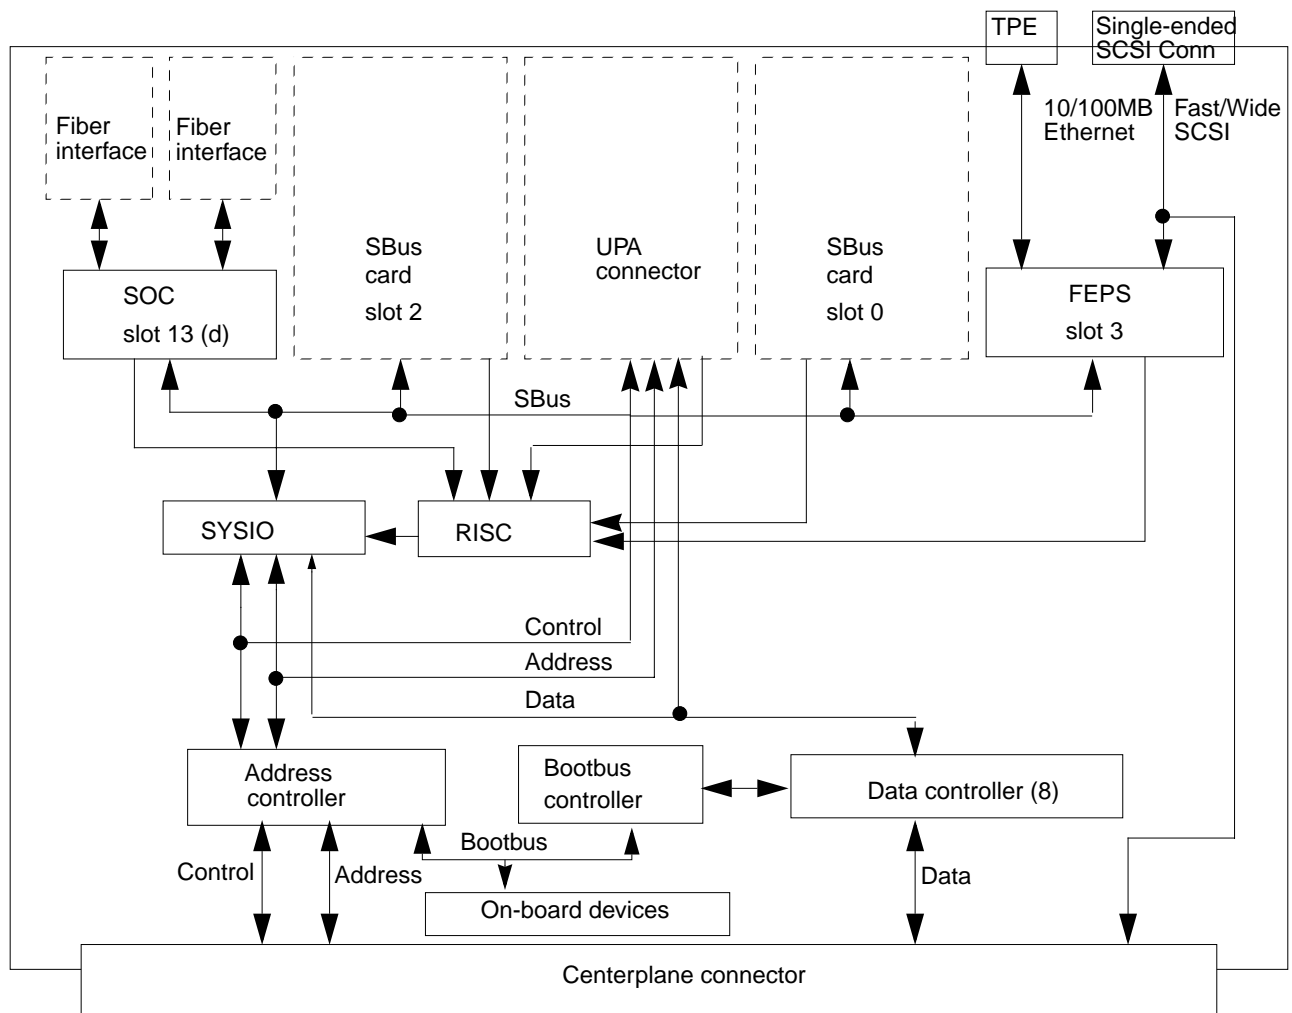 TPE
Single-ended
SCSI Conn
10/100MB
Ethernet
Fast/Wide
SCSI
Fiber
interface
Fiber
interface
SBus
card
slot 2
UPA
connector
SBus
card
slot 0
SOC
slot 13 (d)
FEPS
slot 3
SBus
SYSIO
RISC
Control
Address
Data
Address
controller
Bootbus
controller
Data controller (8)
Bootbus
Control
Address
Data
On-board devices
Centerplane connector